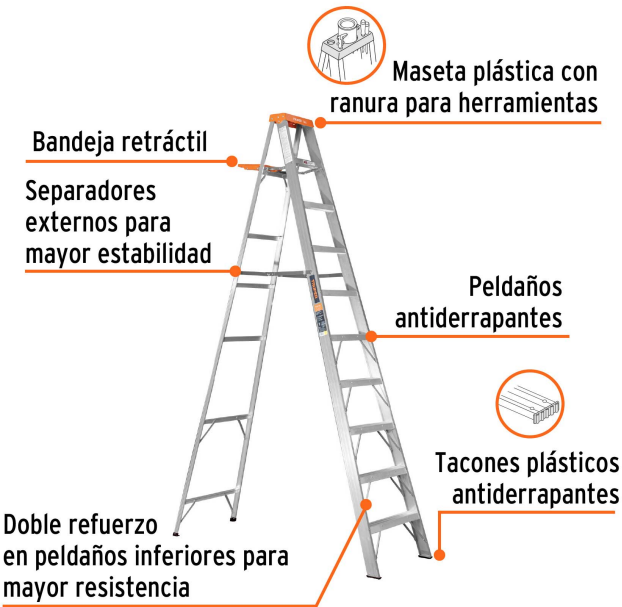 Maseta plástica con
ranura para herramientas
Bandeja retráctil
Separadores
externos para
mayor estabilidad
Peldaños
antiderrapantes
Tacones plásticos
antiderrapantes
Doble refuerzo
en peldaños inferiores para
mayor resistencia